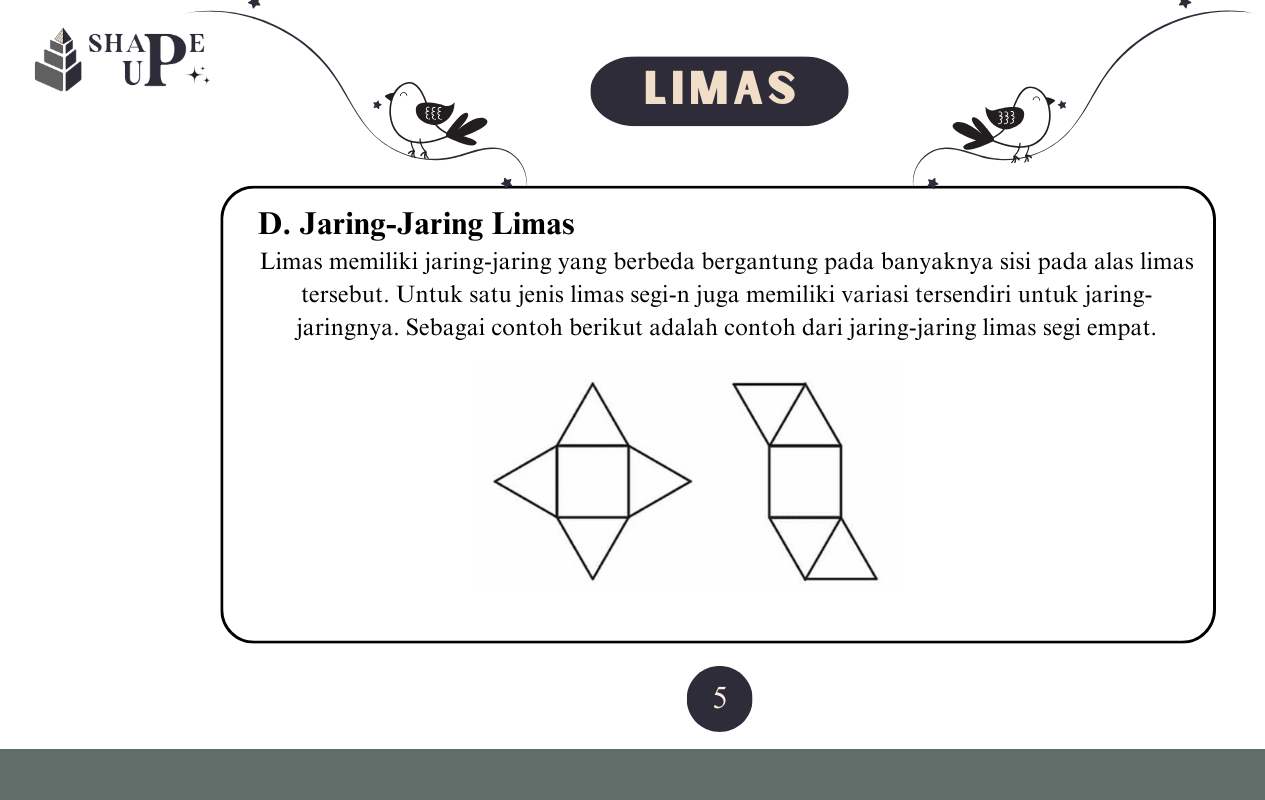 SHAPE
UP
LIMAS
D. Jaring-Jaring Limas
Limas memiliki jaring-jaring yang berbeda bergantung pada banyaknya sisi pada alas limas
tersebut. Untuk satu jenis limas segi-n juga memiliki variasi tersendiri untuk jaring-
jaringnya. Sebagai contoh berikut adalah contoh dari jaring-jaring limas segi empat.
5